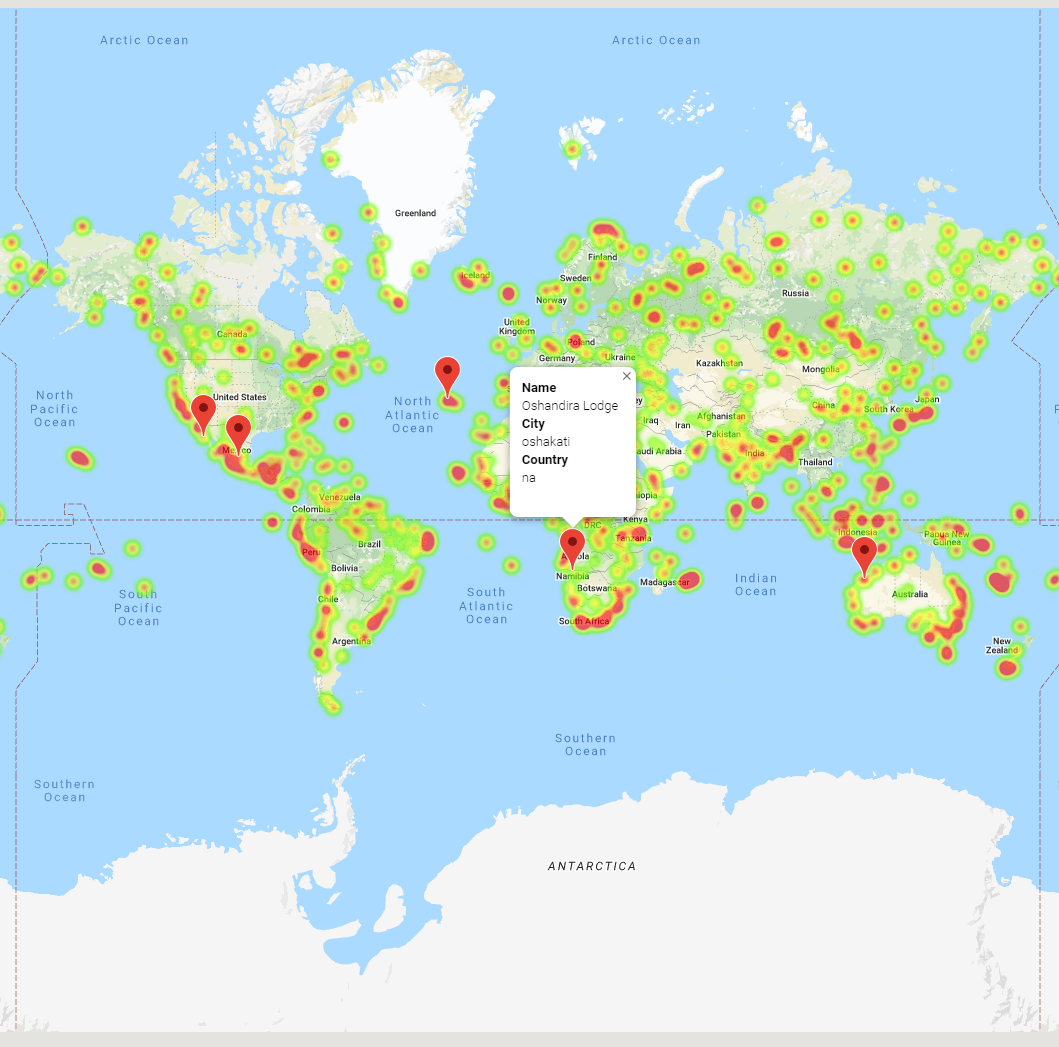 Arctic Ocean
Arctic Ocean
Greenland
Iceland
Finland
Sweden
Norway
Russia
United
Kingdom
Canada
Poland
Germany
Ukraine
Kazakhstan
Mongolia
North
Pacific
Ocean
United States
North
Atlantic
Ocean
Name
Oshandira Lodge
City
oshakati
Country
na
Iraq
Iran
Afghanistan
Pakistan
China
South Korea
Japan
Mexico
audi Arabia
India
Thailand
Venezuela
Colombia
iopia
Kenya
DRC
Tanzania
Indonesia
Papua New
Guinea
Peru
Brazil
Bolivia
Namibia
Botswana
Madagascar
Indian
Ocean
Australia
South
Pacific
Ocean
South
Atlantic
Ocean
Chile
Argentina
South Africa
New
Zealand
Southern
Ocean
Southern
Ocean
ANTARCTICA